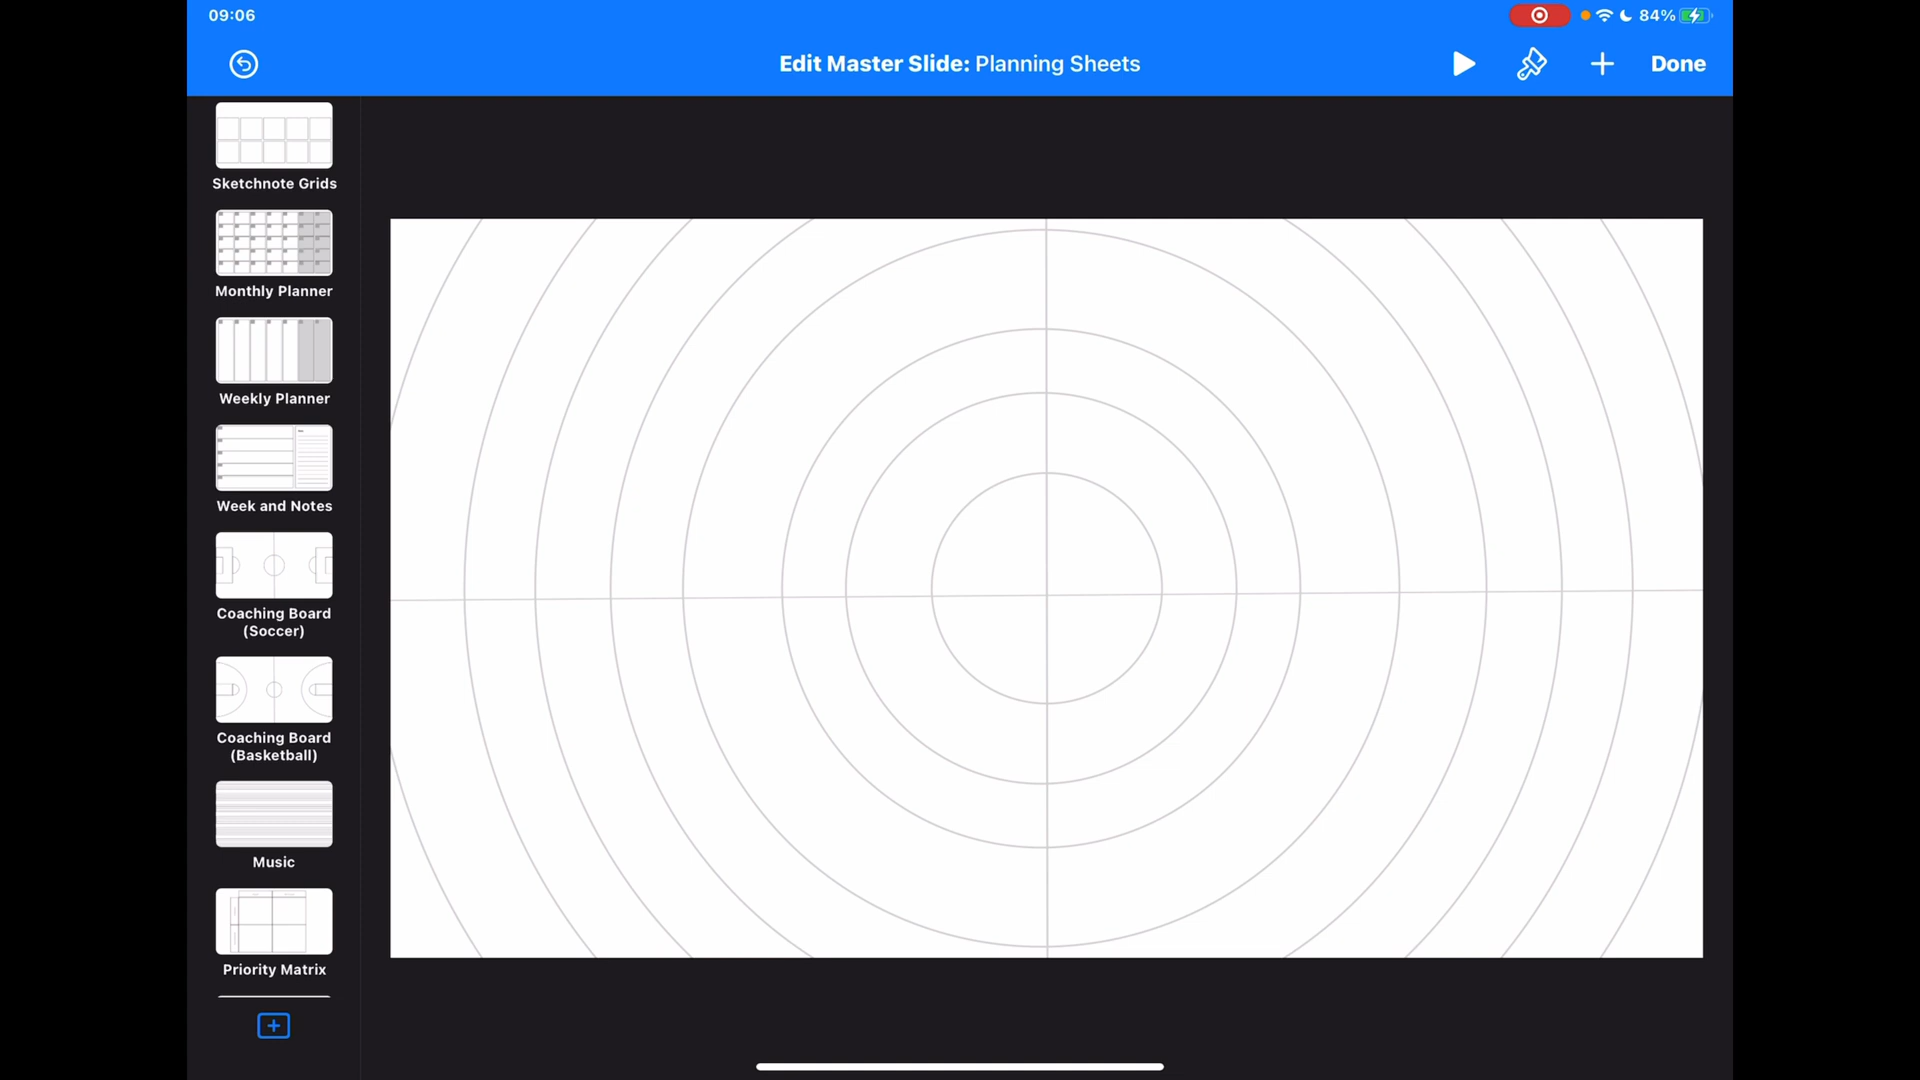 09:06
84%
Edit Master Slide: Planning Sheets
Done
Sketchnote Grids
Monthly Planner
Weekly Planner
Week and Notes
Coaching Board
(Soccer)
Coaching Board
(Basketball)
Music
Priority Matrix